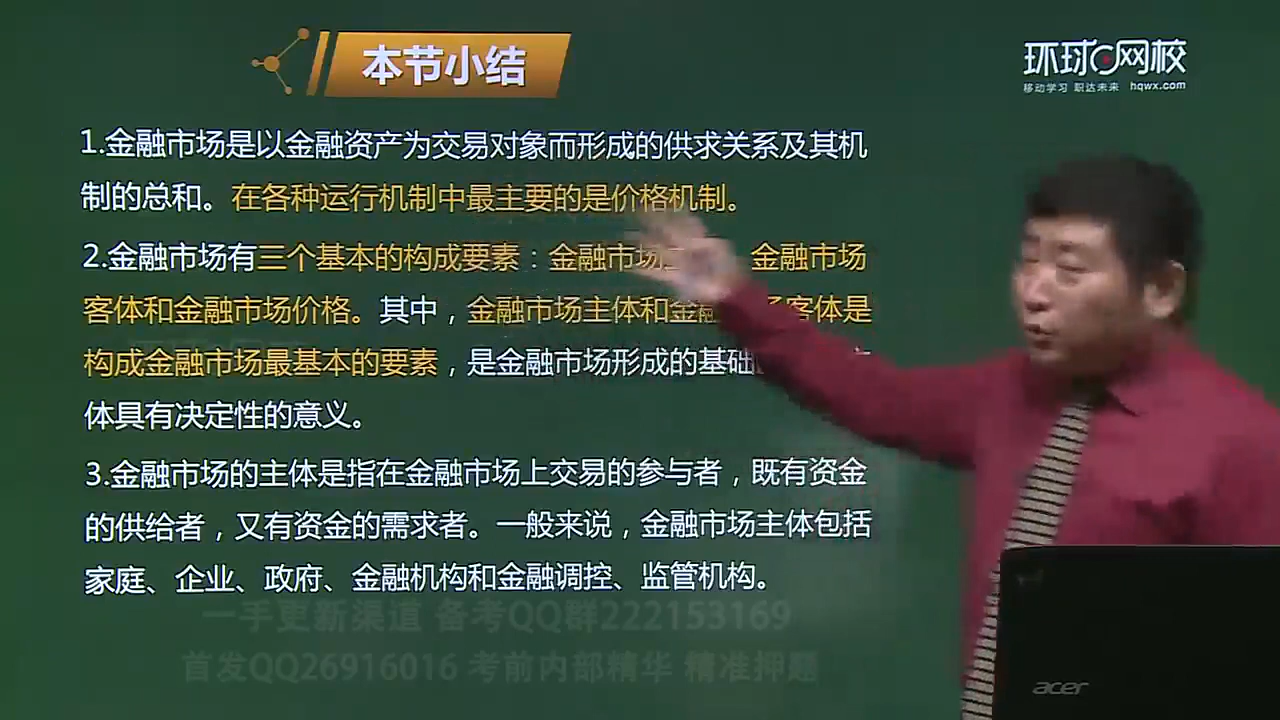 本节小结
环球网校
移动学习 职达未来 hqwx.com
1.金融市场是以金融资产为交易对象而形成的供求关系及其机
制的总和。在各种运行机制中最主要的是价格机制。
2.金融市场有三个基本的构成要素：金融市场 金融市场
客体和金融市场价格。其中，金融市场主体和金融 客体是
构成金融市场最基本的要素，是金融市场形成的基础
体具有决定性的意义。
3.金融市场的主体是指在金融市场上交易的参与者，既有资金
的供给者，又有资金的需求者。一般来说，金融市场主体包括
家庭、企业、政府、金融机构和金融调控、监管机构。
一手更新渠道 备考QQ群222153169
首发QQ26916016 考前内部精华 精准押题
acer